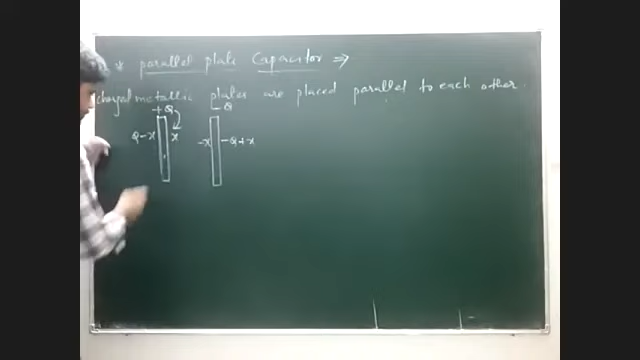 * parallel plate Capacitor ⇒
charged metallic plates are placed parallel to each other
+Q -Q
Q-x x -x -Q+x